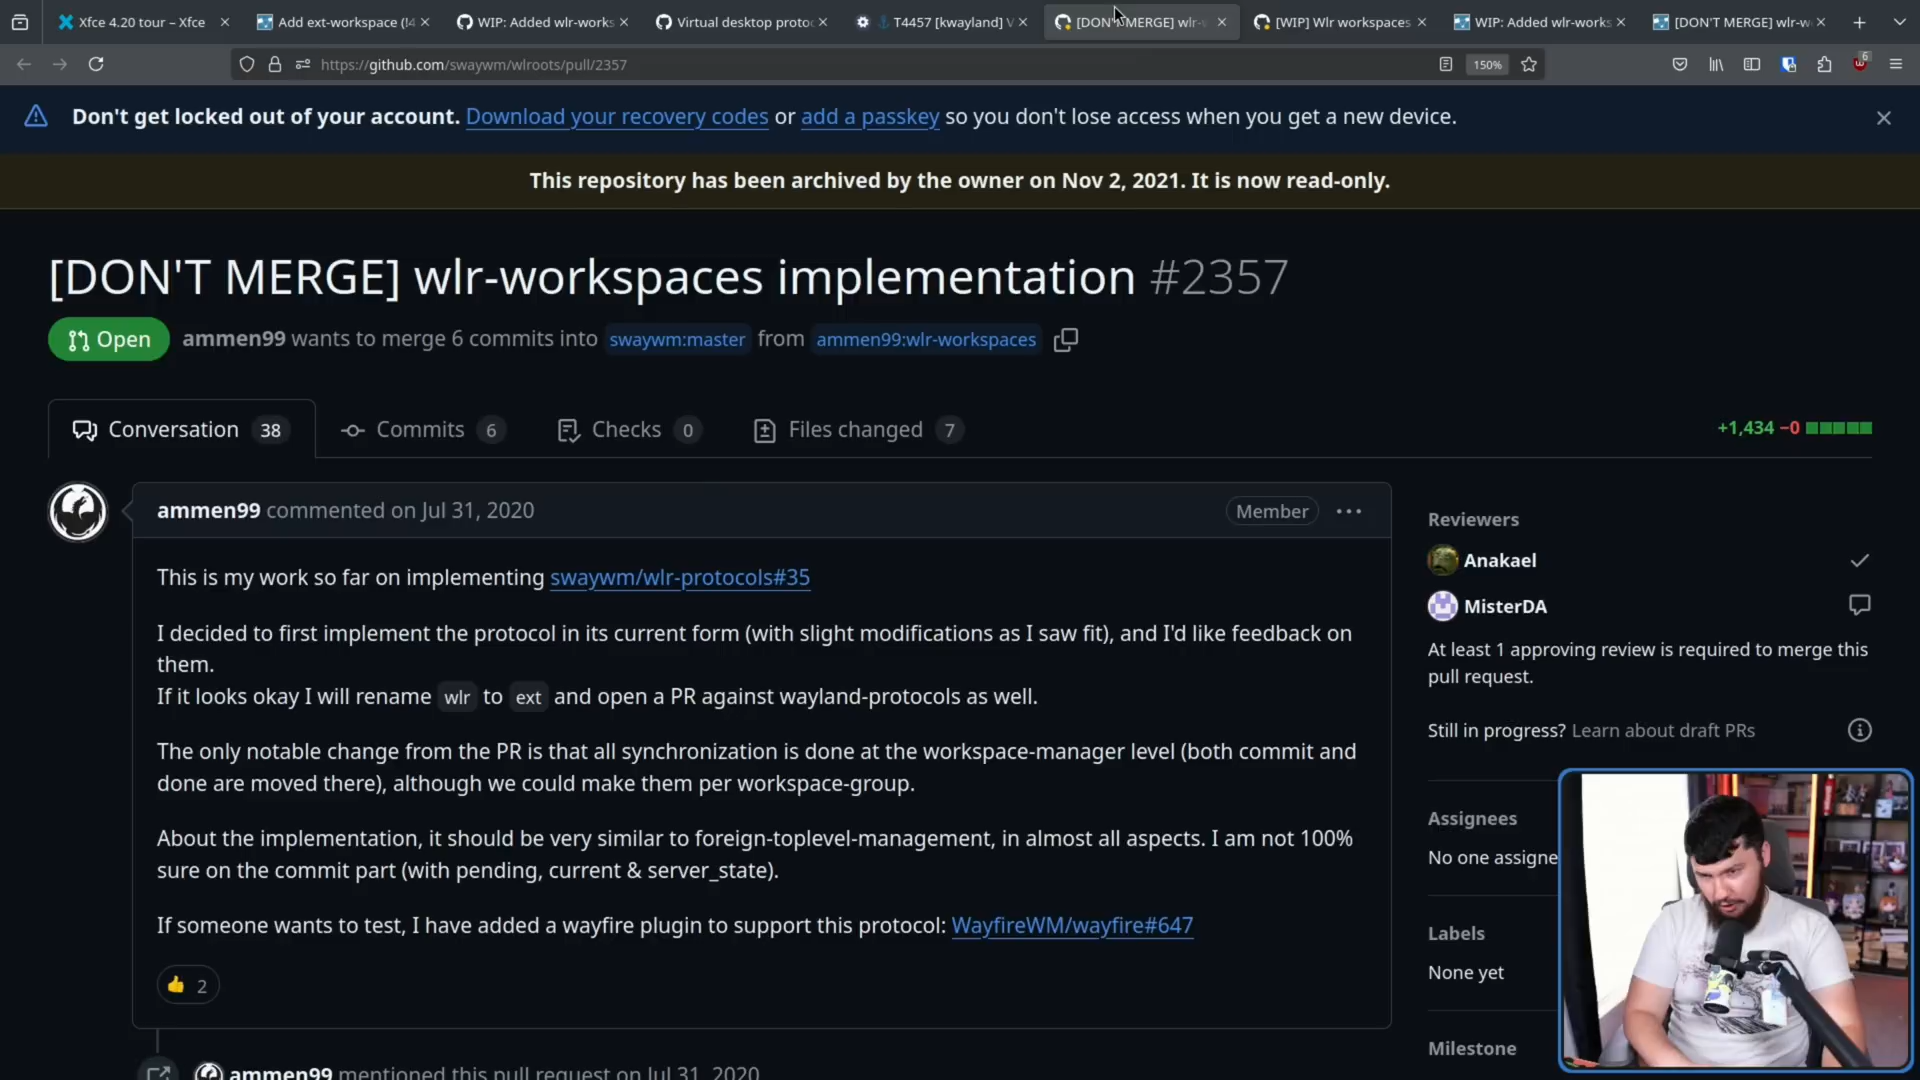 Xfce 4.20 tour – Xfce
Add ext-workspace (!4
WIP: Added wlr-works
Virtual desktop proto
T4457 [kwayland] V
[DON'T MERGE] wlr-
[WIP] Wlr workspaces
WIP: Added wlr-works
[DON'T MERGE] wlr-w
https://github.com/swaywm/wlroots/pull/2357
150%
6
Don't get locked out of your account. Download your recovery codes or add a passkey so you don't lose access when you get a new device.
This repository has been archived by the owner on Nov 2, 2021. It is now read-only.
[DON'T MERGE] wlr-workspaces implementation #2357
Open
ammen99 wants to merge 6 commits into swaywm:master from ammen99:wlr-workspaces
Conversation 38
Commits 6
Checks 0
Files changed 7
+1,434 −0
ammen99 commented on Jul 31, 2020
Member
This is my work so far on implementing swaywm/wlr-protocols#35
I decided to first implement the protocol in its current form (with slight modifications as I saw fit), and I'd like feedback on
them.
If it looks okay I will rename wlr to ext and open a PR against wayland-protocols as well.
The only notable change from the PR is that all synchronization is done at the workspace-manager level (both commit and
done are moved there), although we could make them per workspace-group.
About the implementation, it should be very similar to foreign-toplevel-management, in almost all aspects. I am not 100%
sure on the commit part (with pending, current & server_state).
If someone wants to test, I have added a wayfire plugin to support this protocol: WayfireWM/wayfire#647
👍 2
ammen99 mentioned this pull request on Jul 31, 2020
Reviewers
Anakael
MisterDA
At least 1 approving review is required to merge this
pull request.
Still in progress? Learn about draft PRs
Assignees
No one assigne
Labels
None yet
Milestone